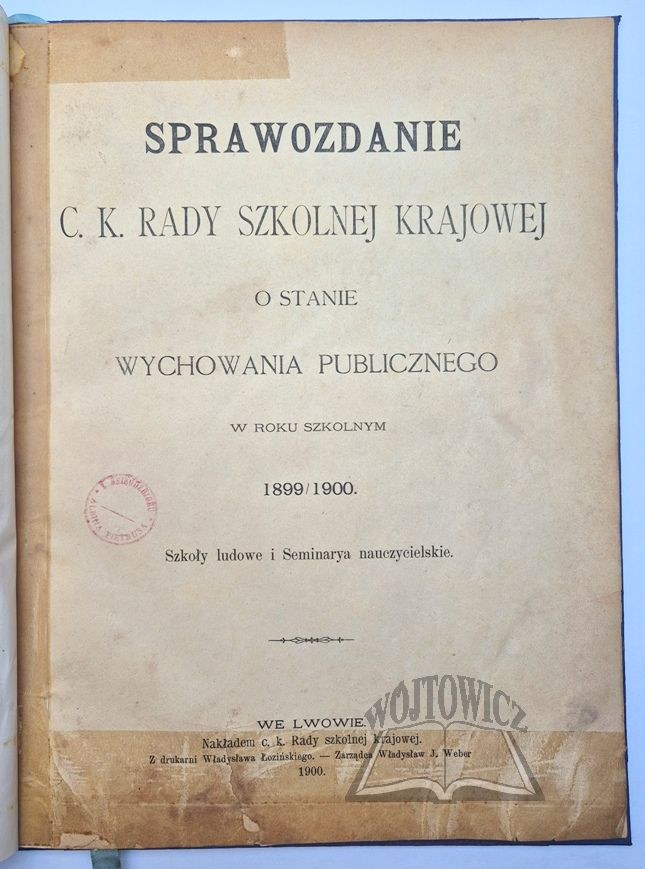 SPRAWOZDANIE
C. K. RADY SZKOLNEJ KRAJOWEJ
O STANIE
WYCHOWANIA PUBLICZNEGO
W ROKU SZKOLNYM
1899/1900.
Szkoły ludowe i Seminarya nauczycielskie.
WE LWOWIE.
Nakładem c. k. Rady szkolnej krajowej.
Z drukarni Władysława Łozińskiego. — Zarządca Władysław J. Weber
1900.
WÓJTOWICZ